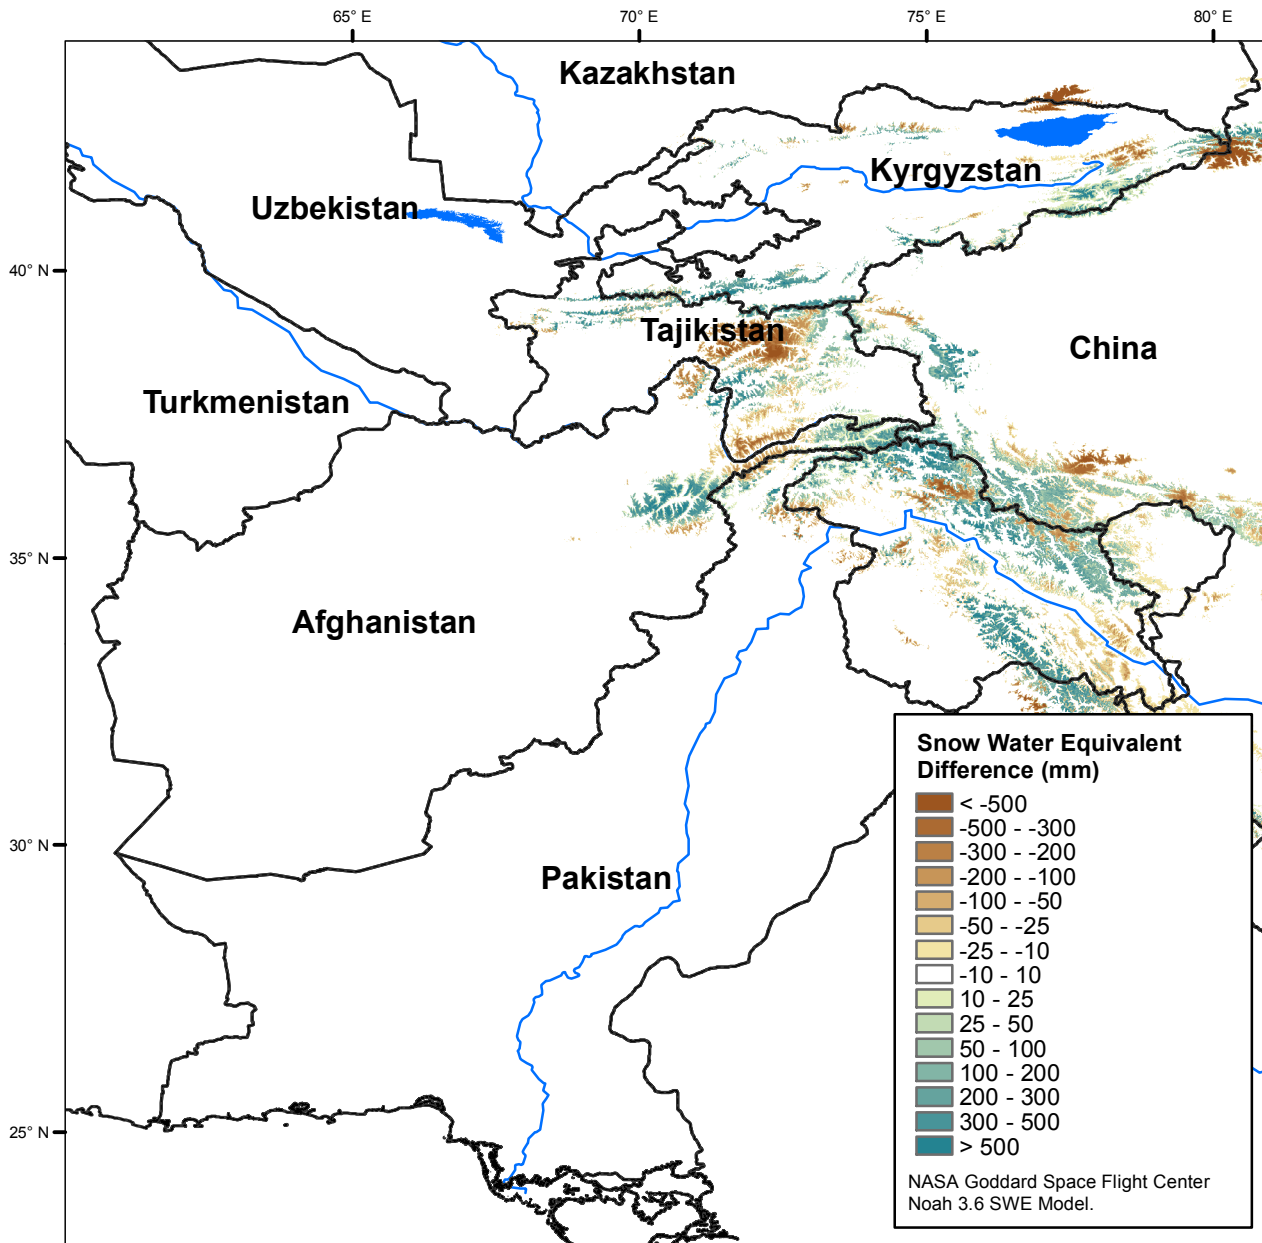 65° E
70° E
75° E
80° E
Kazakhstan
Kyrgyzstan
Uzbekistan
40° N
Tajikistan
China
Turkmenistan
35° N
Afghanistan
30° N
Pakistan
25° N
Snow Water Equivalent
Difference (mm)
< -500
-500 - -300
-300 - -200
-200 - -100
-100 - -50
-50 - -25
-25 - -10
-10 - 10
10 - 25
25 - 50
50 - 100
100 - 200
200 - 300
300 - 500
> 500
NASA Goddard Space Flight Center
Noah 3.6 SWE Model.